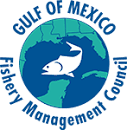 GULF OF MEXICO
Fishery Management Council